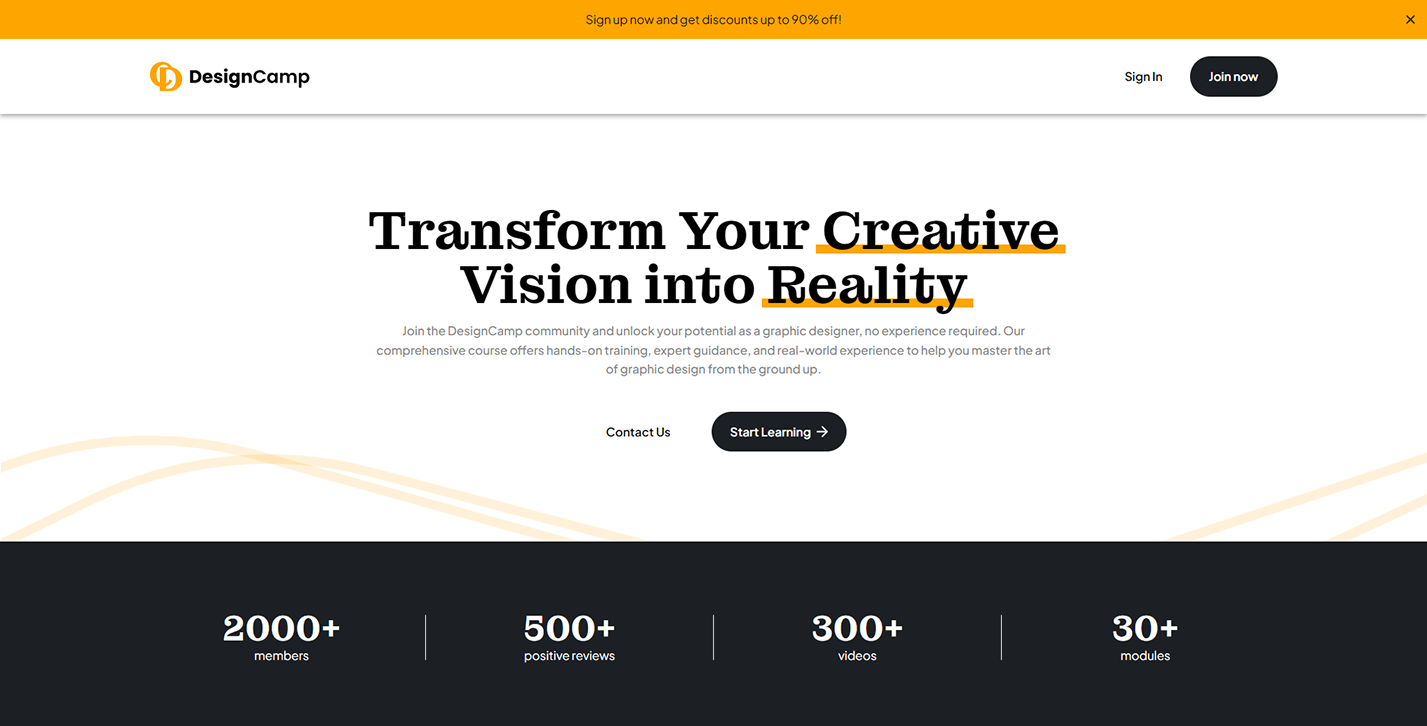 Sign up now and get discounts up to 90% off!
DesignCamp
Sign In
Join now
Transform Your Creative
Vision into Reality
Join the DesignCamp community and unlock your potential as a graphic designer, no experience required. Our
comprehensive course offers hands-on training, expert guidance, and real-world experience to help you master the art
of graphic design from the ground up.
Contact Us
Start Learning →
2000+
members
500+
positive reviews
300+
videos
30+
modules